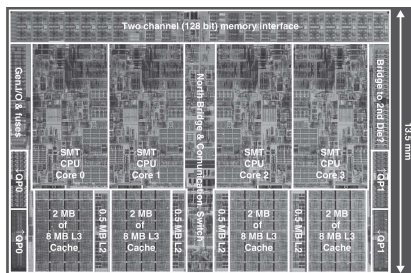 Two channel (128 bit) memory interface
Gen.I/O & fuses
SMT
CPU
Core 0
SMT
CPU
Core 1
North Bridge & Comunication Switch
SMT
CPU
Core 2
SMT
CPU
Core 3
Bridge to 2nd Die?
13.5 mm
QP0
QP1
2 MB
of
8 MB L3
Cache
0.5 MB L2
2 MB
of
8 MB L3
Cache
0.5 MB L2
0.5 MB L2
2 MB
of
8 MB L3
Cache
0.5 MB L2
2 MB
of
8 MB L3
Cache
QP0
QP1